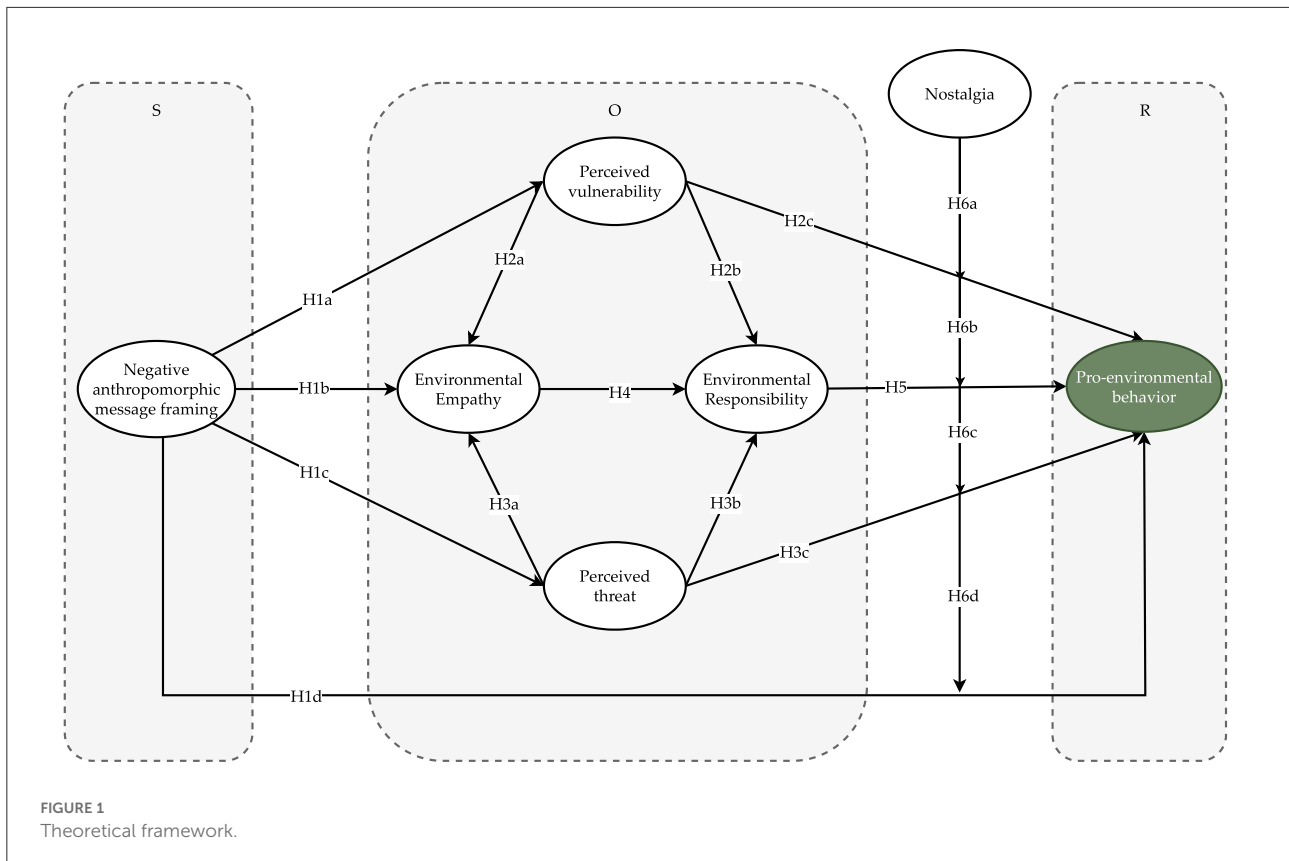 S
O
Nostalgia
R
Perceived
vulnerability
H6a
H2c
H2a
H2b
H1a
H6b
Negative
anthropomorphic
message framing
H1b
Environmental
Empathy
H4
Environmental
Responsibility
H5
Pro-environmental
behavior
H6c
H1c
H3a
H3b
H3c
Perceived
threat
H6d
H1d
FIGURE 1
Theoretical framework.